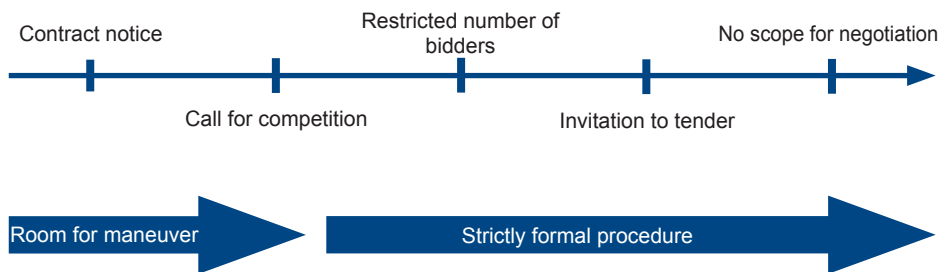 Contract notice
Restricted number of
bidders
No scope for negotiation
Call for competition
Invitation to tender
Room for maneuver
Strictly formal procedure